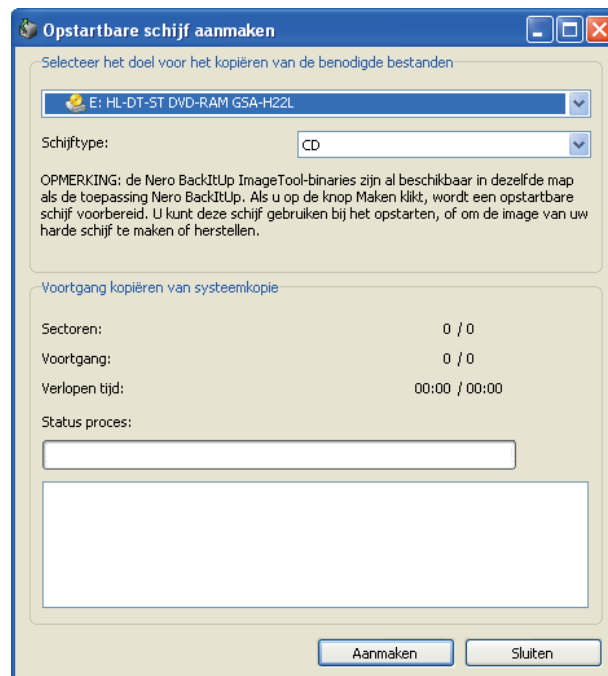 Opstartbare schijf aanmaken
Selecteer het doel voor het kopiëren van de benodigde bestanden
E: HL-DT-ST DVD-RAM GSA-H22L
Schijftype:
CD
OPMERKING: de Nero BackItUp ImageTool-binaries zijn al beschikbaar in dezelfde map
als de toepassing Nero BackItUp. Als u op de knop Maken klikt, wordt een opstartbare
schijf voorbereid. U kunt deze schijf gebruiken bij het opstarten, of om de image van uw
harde schijf te maken of herstellen.
Voortgang kopiëren van systeemkopie
Sectoren: 0 / 0
Voortgang: 0 / 0
Verlopen tijd: 00:00 / 00:00
Status proces:
Aanmaken Sluiten